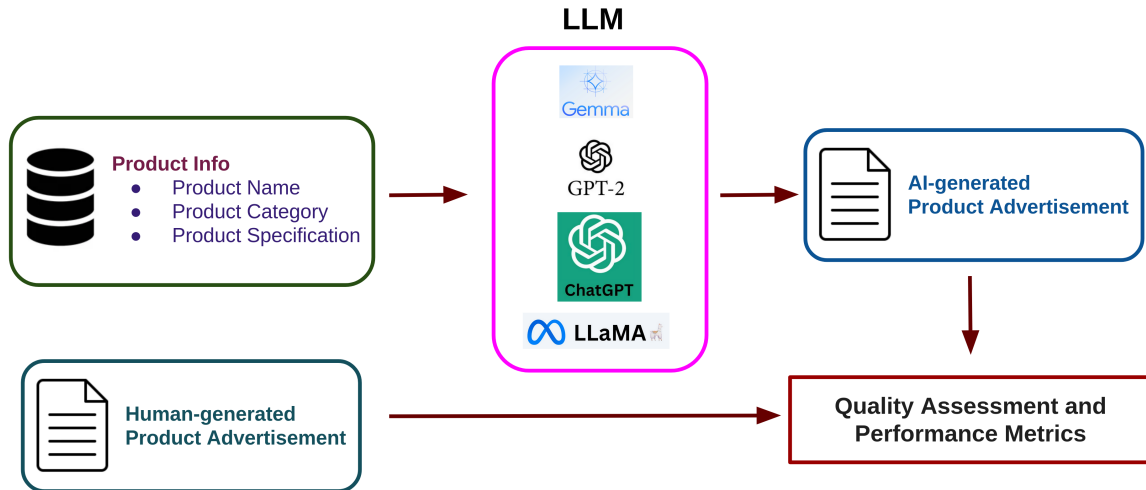 LLM
Gemma
GPT-2
ChatGPT
LLaMA
Product Info
● Product Name
● Product Category
● Product Specification
AI-generated
Product Advertisement
Human-generated
Product Advertisement
Quality Assessment and
Performance Metrics